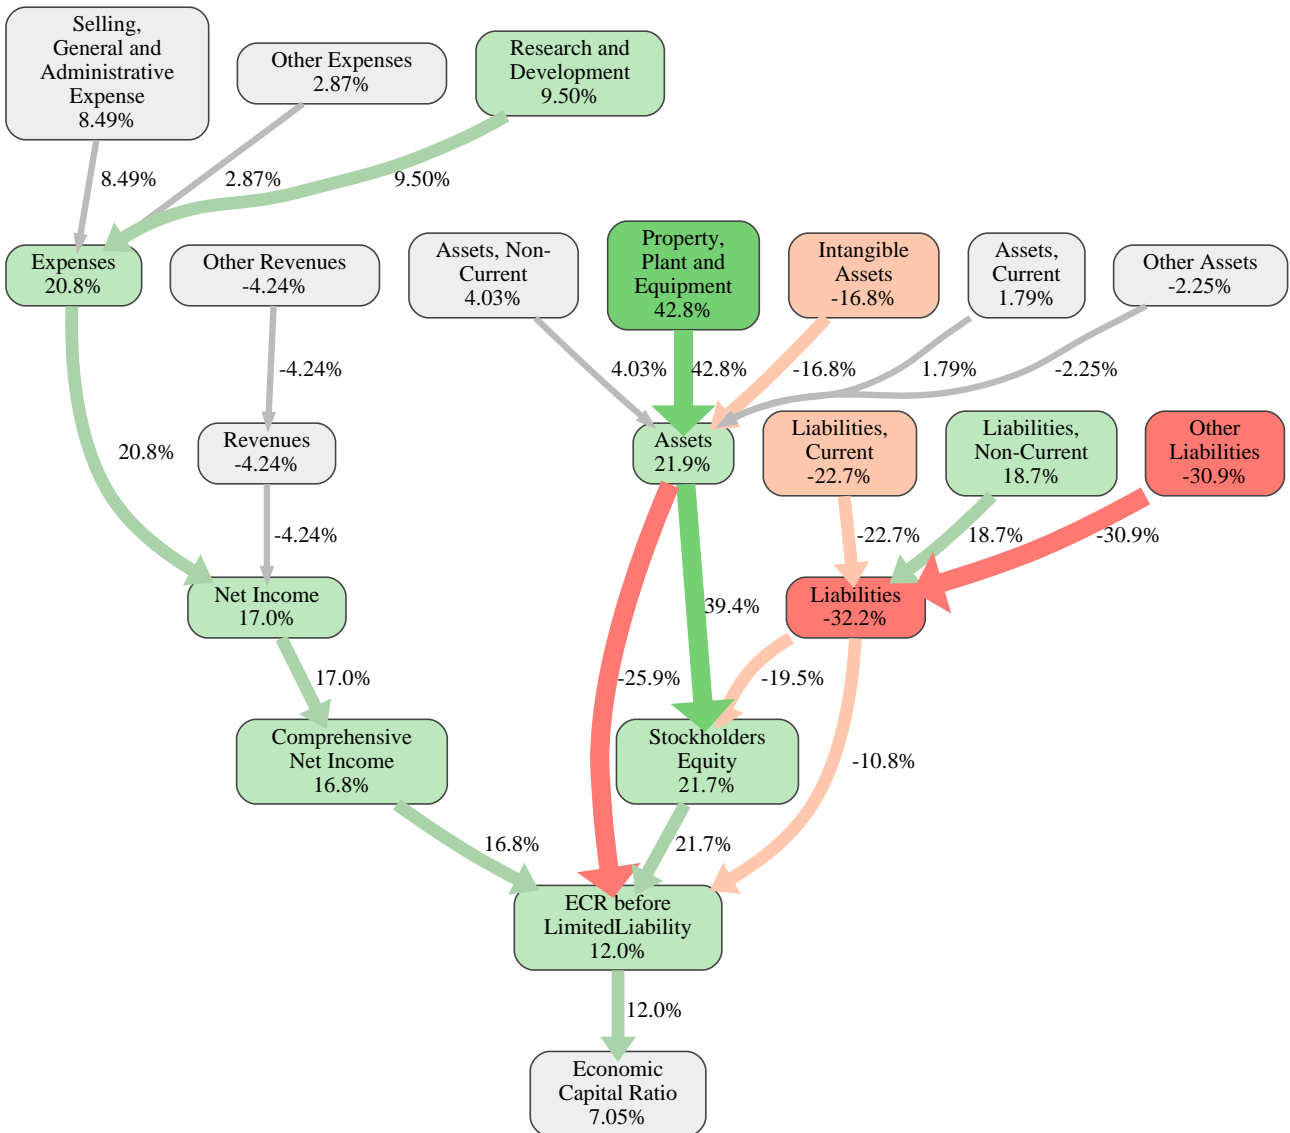 Selling,
General and
Administrative
Expense
8.49%
Other Expenses
2.87%
Research and
Development
9.50%
8.49%
2.87%
9.50%
Expenses
20.8%
Other Revenues
-4.24%
Assets, Non-
Current
4.03%
Property,
Plant and
Equipment
42.8%
Intangible
Assets
-16.8%
Assets,
Current
1.79%
Other Assets
-2.25%
-4.24%
4.03%
42.8%
-16.8%
1.79%
-2.25%
20.8%
Revenues
-4.24%
Assets
21.9%
Liabilities,
Current
-22.7%
Liabilities,
Non-Current
18.7%
Other
Liabilities
-30.9%
-4.24%
-22.7%
18.7%
-30.9%
Net Income
17.0%
39.4%
Liabilities
-32.2%
17.0%
-25.9%
-19.5%
Comprehensive
Net Income
16.8%
Stockholders
Equity
21.7%
-10.8%
16.8%
21.7%
ECR before
LimitedLiability
12.0%
12.0%
Economic
Capital Ratio
7.05%